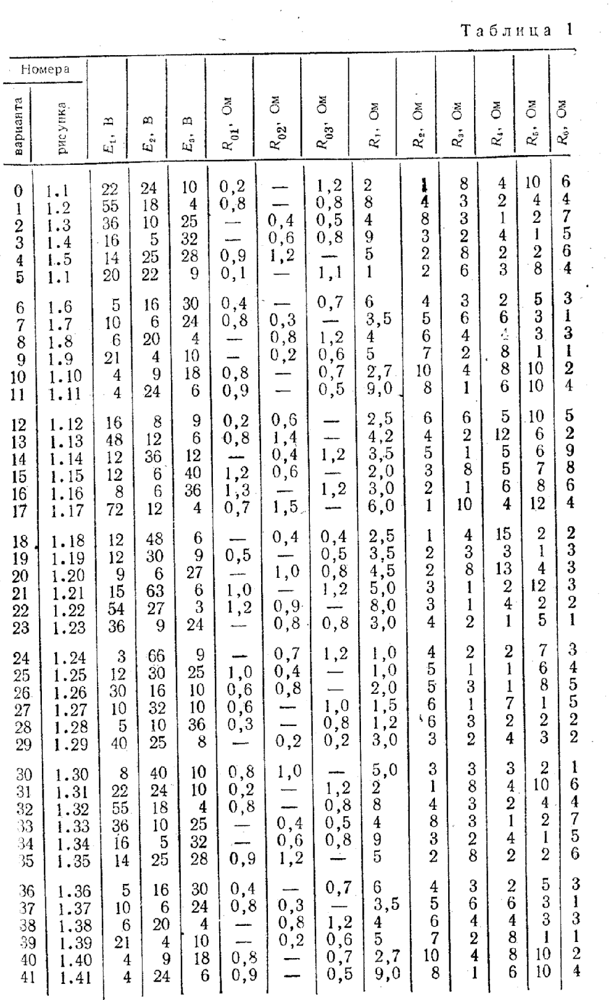 Таблица 1
Номера
варианта рисунка E₁, В E₂, В E₃, В R₀₁, Ом R₀₂, Ом R₀₃, Ом R₁, Ом R₂, Ом R₃, Ом R₄, Ом R₅, Ом R₆, Ом
0 1.1 22 24 10 0,2 — 1,2 2 1 8 4 10 6
1 1.2 55 18 4 0,8 — 0,8 8 4 3 2 4 4
2 1.3 36 10 25 — 0,4 0,5 4 8 3 1 2 7
3 1.4 16 5 32 — 0,6 0,8 9 3 2 4 1 5
4 1.5 14 25 28 0,9 1,2 — 5 2 8 2 2 6
5 1.1 20 22 9 0,1 — 1,1 1 2 6 3 8 4
6 1.6 5 16 30 0,4 — 0,7 6 4 3 2 5 3
7 1.7 10 6 24 0,8 0,3 — 3,5 5 6 6 3 1
8 1.8 6 20 4 — 0,8 1,2 4 6 4 4 3 3
9 1.9 21 4 10 — 0,2 0,6 5 7 2 8 1 1
10 1.10 4 9 18 0,8 — 0,7 2,7 10 4 8 10 2
11 1.11 4 24 6 0,9 — 0,5 9,0 8 1 6 10 4
12 1.12 16 8 9 0,2 0,6 — 2,5 6 6 5 10 5
13 1.13 48 12 6 0,8 1,4 — 4,2 4 2 12 6 2
14 1.14 12 36 12 — 0,4 1,2 3,5 5 1 5 6 9
15 1.15 12 6 40 1,2 0,6 — 2,0 3 8 5 7 8
16 1.16 8 6 36 1,3 — 1,2 3,0 2 1 6 8 6
17 1.17 72 12 4 0,7 1,5 — 6,0 1 10 4 12 4
18 1.18 12 48 6 — 0,4 0,4 2,5 1 4 15 2 2
19 1.19 12 30 9 0,5 — 0,5 3,5 2 3 3 1 3
20 1.20 9 6 27 — 1,0 0,8 4,5 2 8 13 4 3
21 1.21 15 63 6 1,0 — 1,2 5,0 3 1 2 12 3
22 1.22 54 27 3 1,2 0,9 — 8,0 3 1 4 2 2
23 1.23 36 9 24 — 0,8 0,8 3,0 4 2 1 5 1
24 1.24 3 66 9 — 0,7 1,2 1,0 4 2 2 7 3
25 1.25 12 30 25 1,0 0,4 — 1,0 5 1 1 6 4
26 1.26 30 16 10 0,6 0,8 — 2,0 5 3 1 8 5
27 1.27 10 32 10 0,6 — 1,0 1,5 6 1 7 1 5
28 1.28 5 10 36 0,3 — 0,8 1,2 6 3 2 2 2
29 1.29 40 25 8 — 0,2 0,2 3,0 3 2 4 3 2
30 1.30 8 40 10 0,8 1,0 — 5,0 3 3 3 2 1
31 1.31 22 24 10 0,2 — 1,2 2 1 8 4 10 6
32 1.32 55 18 4 0,8 — 0,8 8 4 3 2 4 4
33 1.33 36 10 25 — 0,4 0,5 4 8 3 1 2 7
34 1.34 16 5 32 — 0,6 0,8 9 3 2 4 1 5
35 1.35 14 25 28 0,9 1,2 — 5 2 8 2 2 6
36 1.36 5 16 30 0,4 — 0,7 6 4 3 2 5 3
37 1.37 10 6 24 0,8 0,3 — 3,5 5 6 6 3 1
38 1.38 6 20 4 — 0,8 1,2 4 6 4 4 3 3
39 1.39 21 4 10 — 0,2 0,6 5 7 2 8 1 1
40 1.40 4 9 18 0,8 — 0,7 2,7 10 4 8 10 2
41 1.41 4 24 6 0,9 — 0,5 9,0 8 1 6 10 4